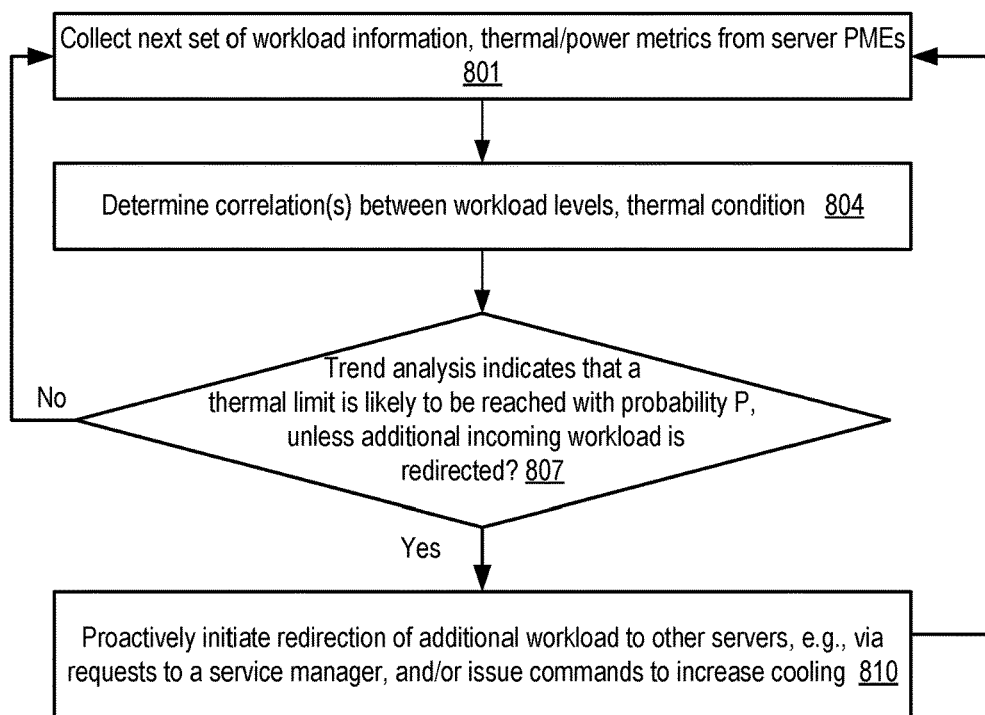 Collect next set of workload information, thermal/power metrics from server PMEs
801
Determine correlation(s) between workload levels, thermal condition 804
Trend analysis indicates that a
thermal limit is likely to be reached with probability P,
unless additional incoming workload is
redirected? 807
No
Yes
Proactively initiate redirection of additional workload to other servers, e.g., via
requests to a service manager, and/or issue commands to increase cooling 810